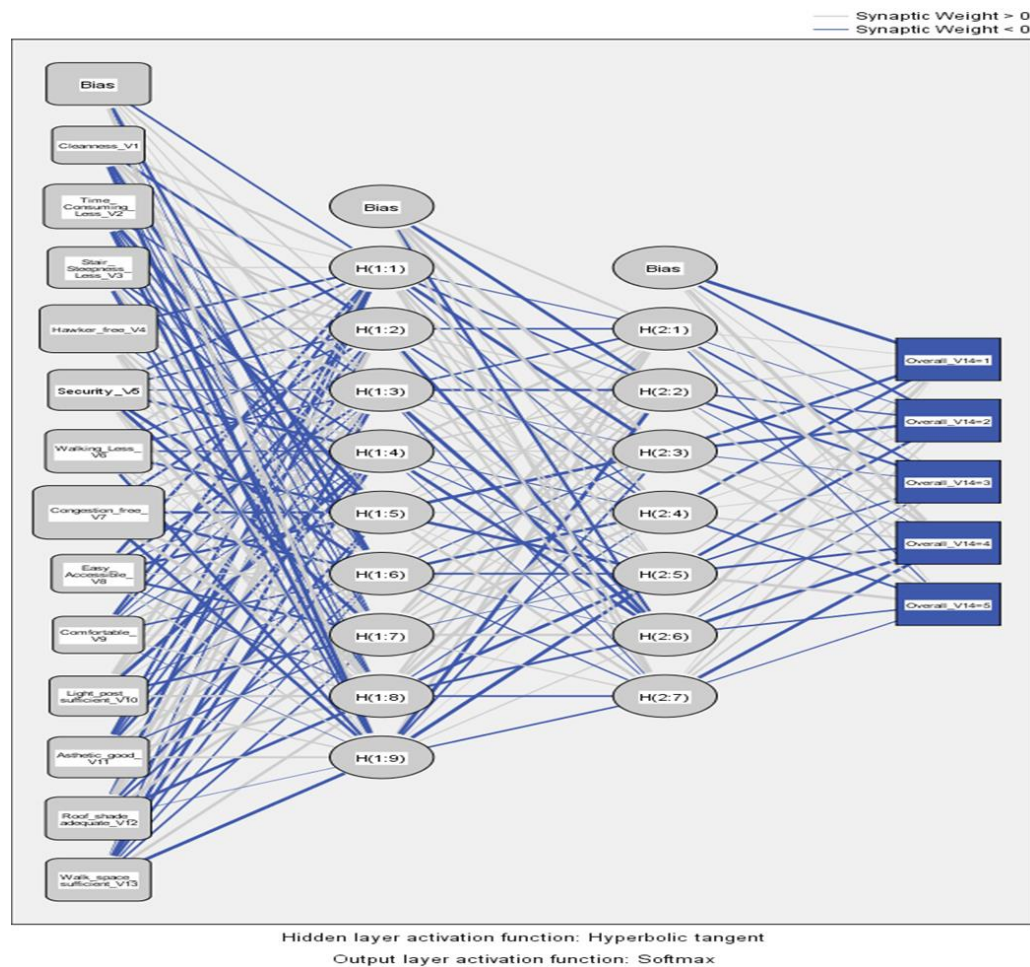 Synaptic Weight > 0
Synaptic Weight < 0
Bias
Cleanness_V1
Time_
Consuming_
Less_V2
Stair_
Steepness_
Less_V3
Hawker_free_V4
Security_V5
Walking_Less_
V6
Congestion_free_
V7
Easy_
Accessible_
V8
Comfortable_
V9
Light_post_
sufficient_V10
Asthetic_good_
V11
Roof_shade_
adequate_V12
Walk_space_
sufficient_V13
Bias
H(1:1)
H(1:2)
H(1:3)
H(1:4)
H(1:5)
H(1:6)
H(1:7)
H(1:8)
H(1:9)
Bias
H(2:1)
H(2:2)
H(2:3)
H(2:4)
H(2:5)
H(2:6)
H(2:7)
Overall_V14=1
Overall_V14=2
Overall_V14=3
Overall_V14=4
Overall_V14=5
Hidden layer activation function: Hyperbolic tangent
Output layer activation function: Softmax